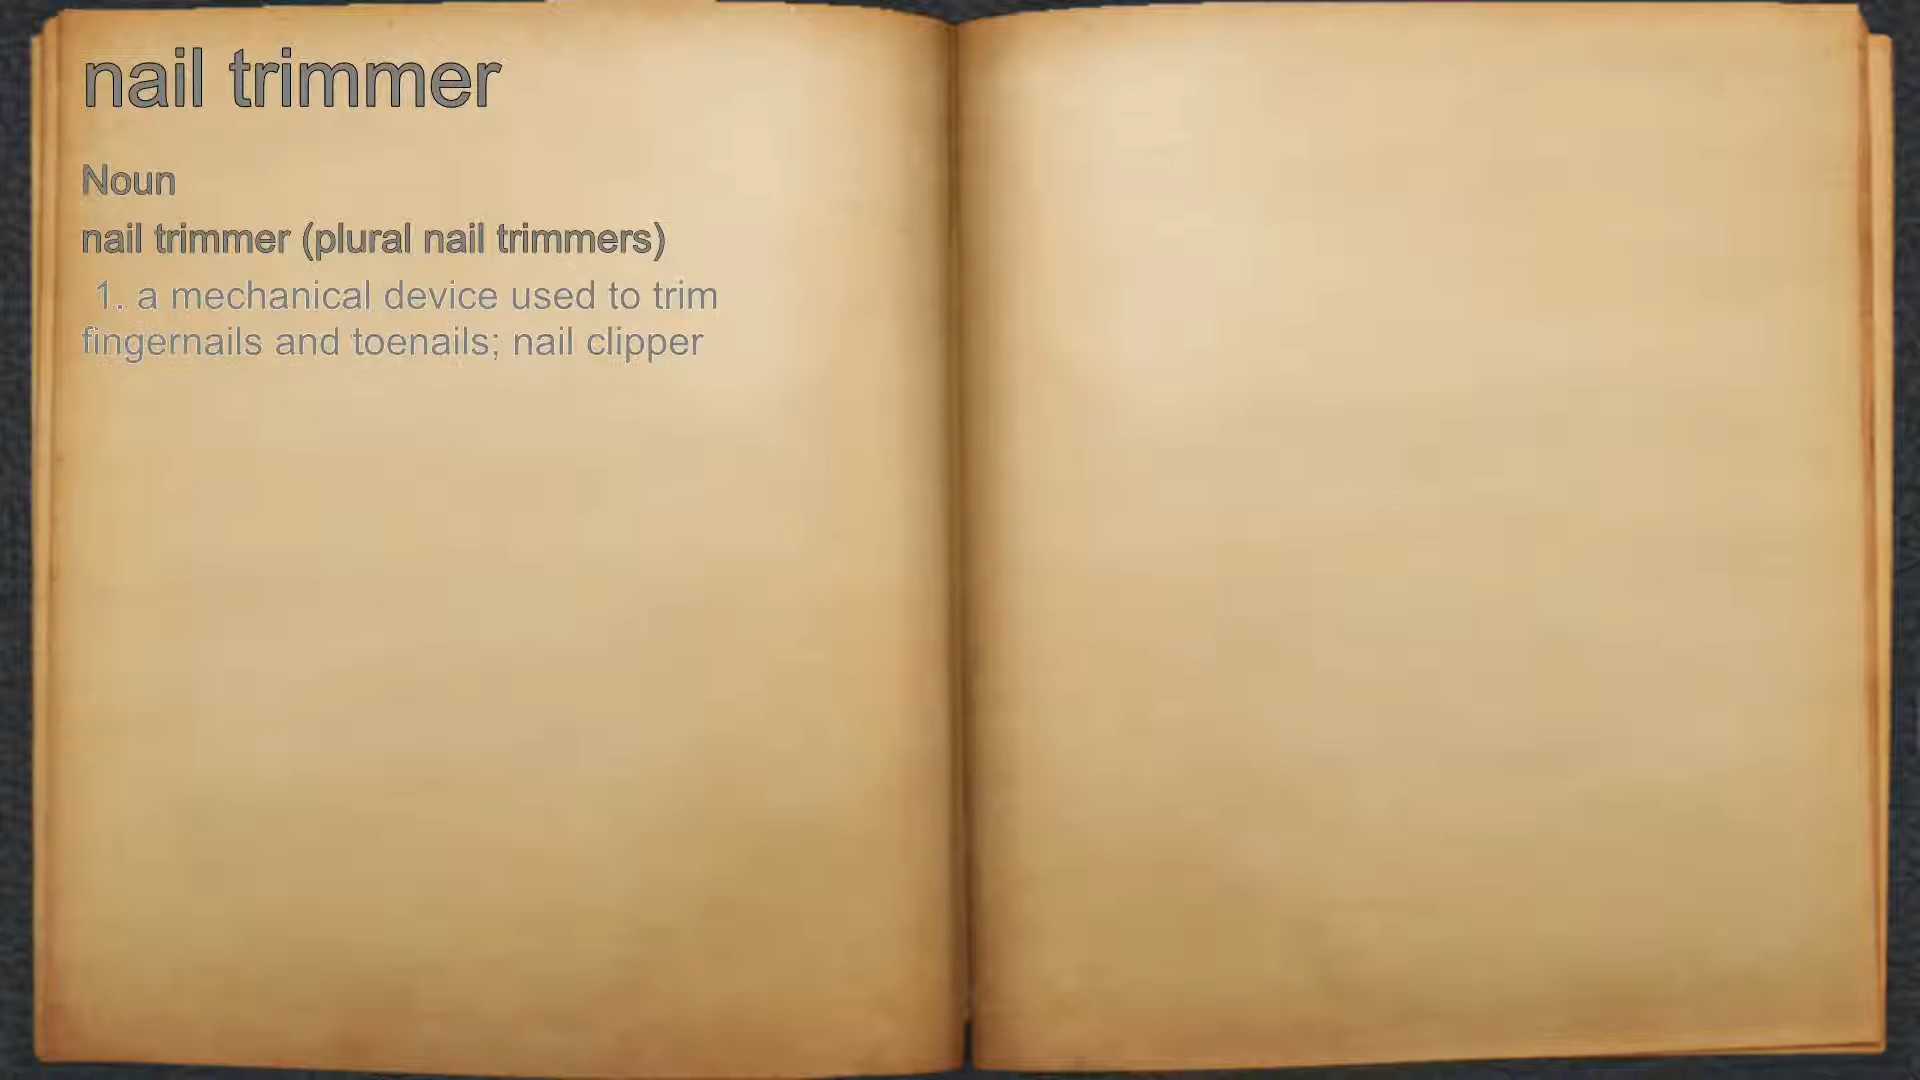 nail trimmer
Noun
nail trimmer (plural nail trimmers)
1. a mechanical device used to trim
fingernails and toenails; nail clipper